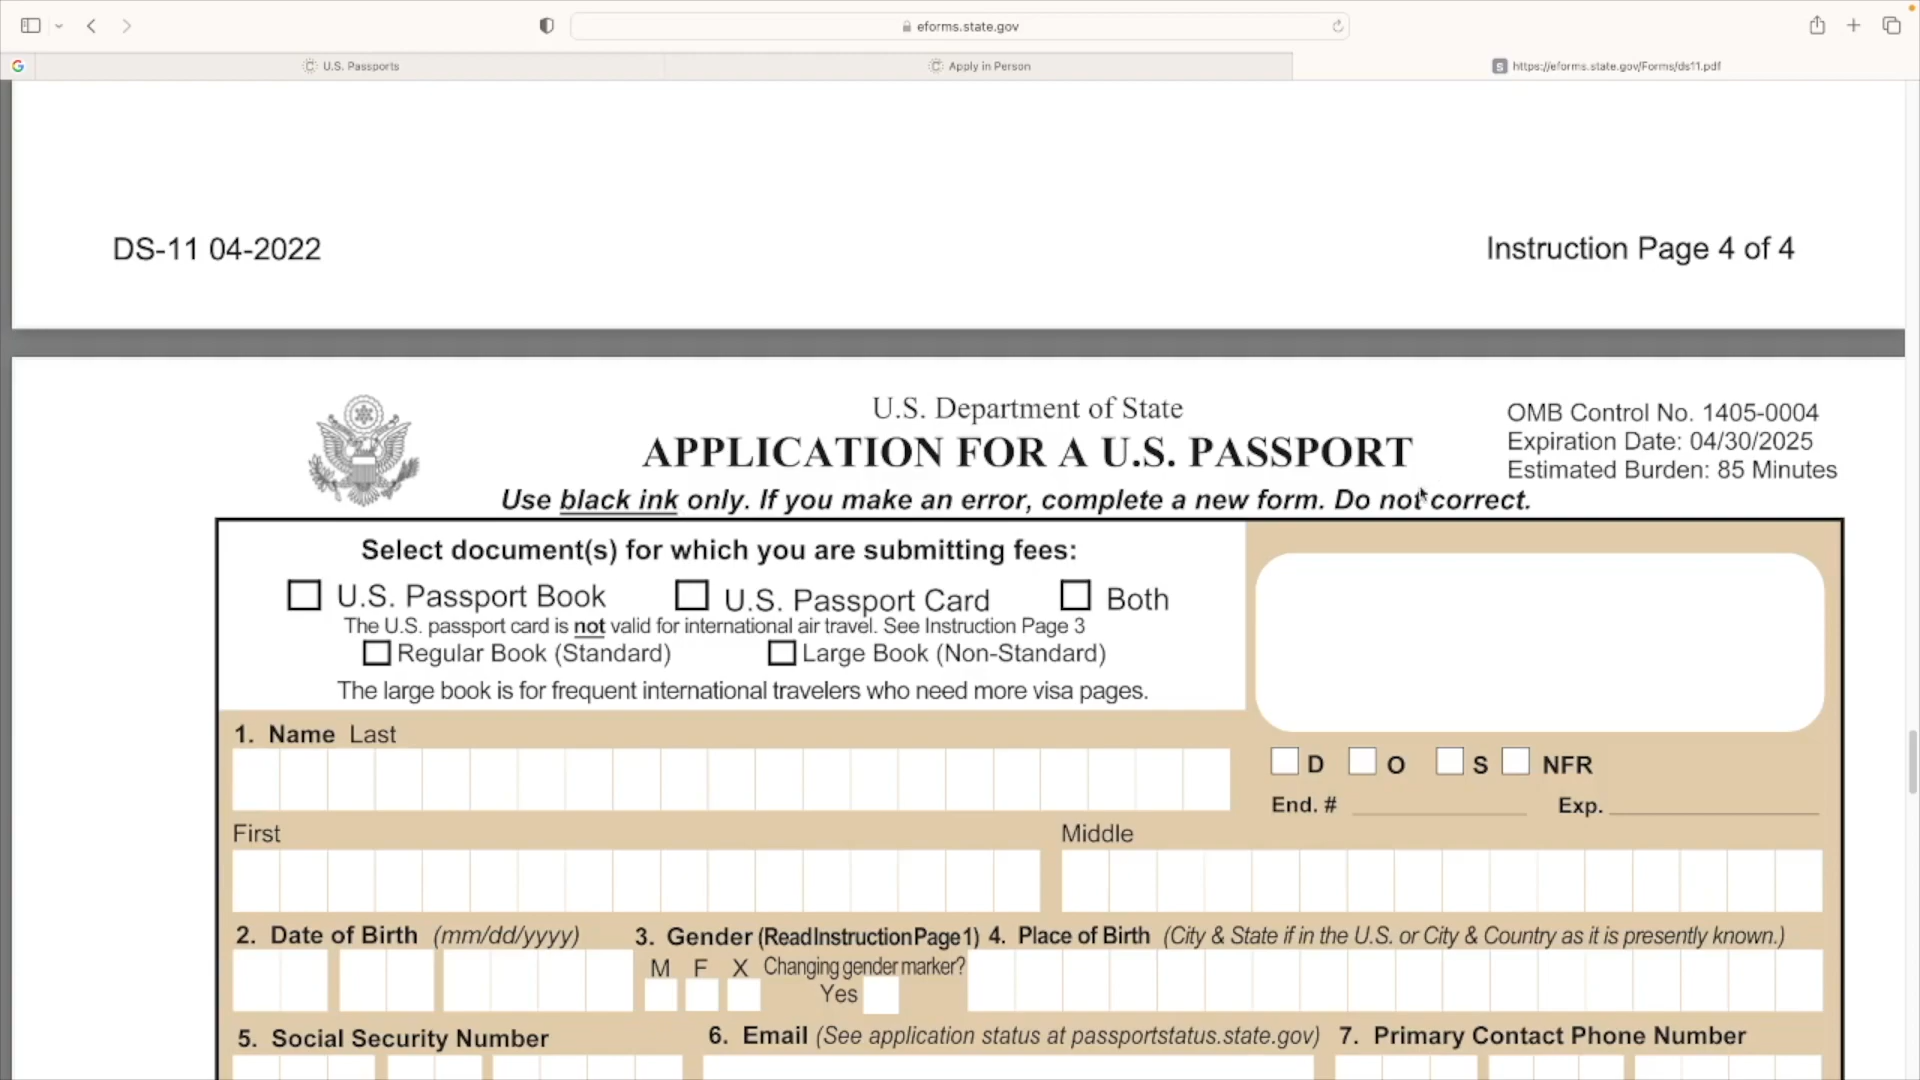 eforms.state.gov
U.S. Passports
Apply in Person
https://eforms.state.gov/Forms/ds11.pdf
DS-11 04-2022
Instruction Page 4 of 4
U.S. Department of State
APPLICATION FOR A U.S. PASSPORT
Use black ink only. If you make an error, complete a new form. Do not correct.
OMB Control No. 1405-0004
Expiration Date: 04/30/2025
Estimated Burden: 85 Minutes
Select document(s) for which you are submitting fees:
U.S. Passport Book U.S. Passport Card Both
The U.S. passport card is not valid for international air travel. See Instruction Page 3
Regular Book (Standard) Large Book (Non-Standard)
The large book is for frequent international travelers who need more visa pages.
D O S NFR
End. # Exp.
1. Name Last
First Middle
2. Date of Birth (mm/dd/yyyy) 3. Gender (Read Instruction Page 1) 4. Place of Birth (City & State if in the U.S. or City & Country as it is presently known.)
M F X Changing gender marker?
Yes
5. Social Security Number 6. Email (See application status at passportstatus.state.gov) 7. Primary Contact Phone Number